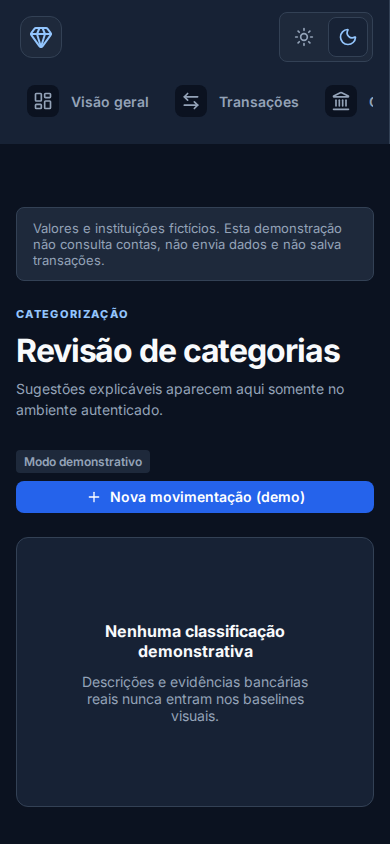 Visão geral
Transações
Valores e instituições fictícios. Esta demonstração
não consulta contas, não envia dados e não salva
transações.
CATEGORIZAÇÃO
Revisão de categorias
Sugestões explicáveis aparecem aqui somente no
ambiente autenticado.
Modo demonstrativo
Nova movimentação (demo)
Nenhuma classificação
demonstrativa
Descrições e evidências bancárias
reais nunca entram nos baselines
visuais.